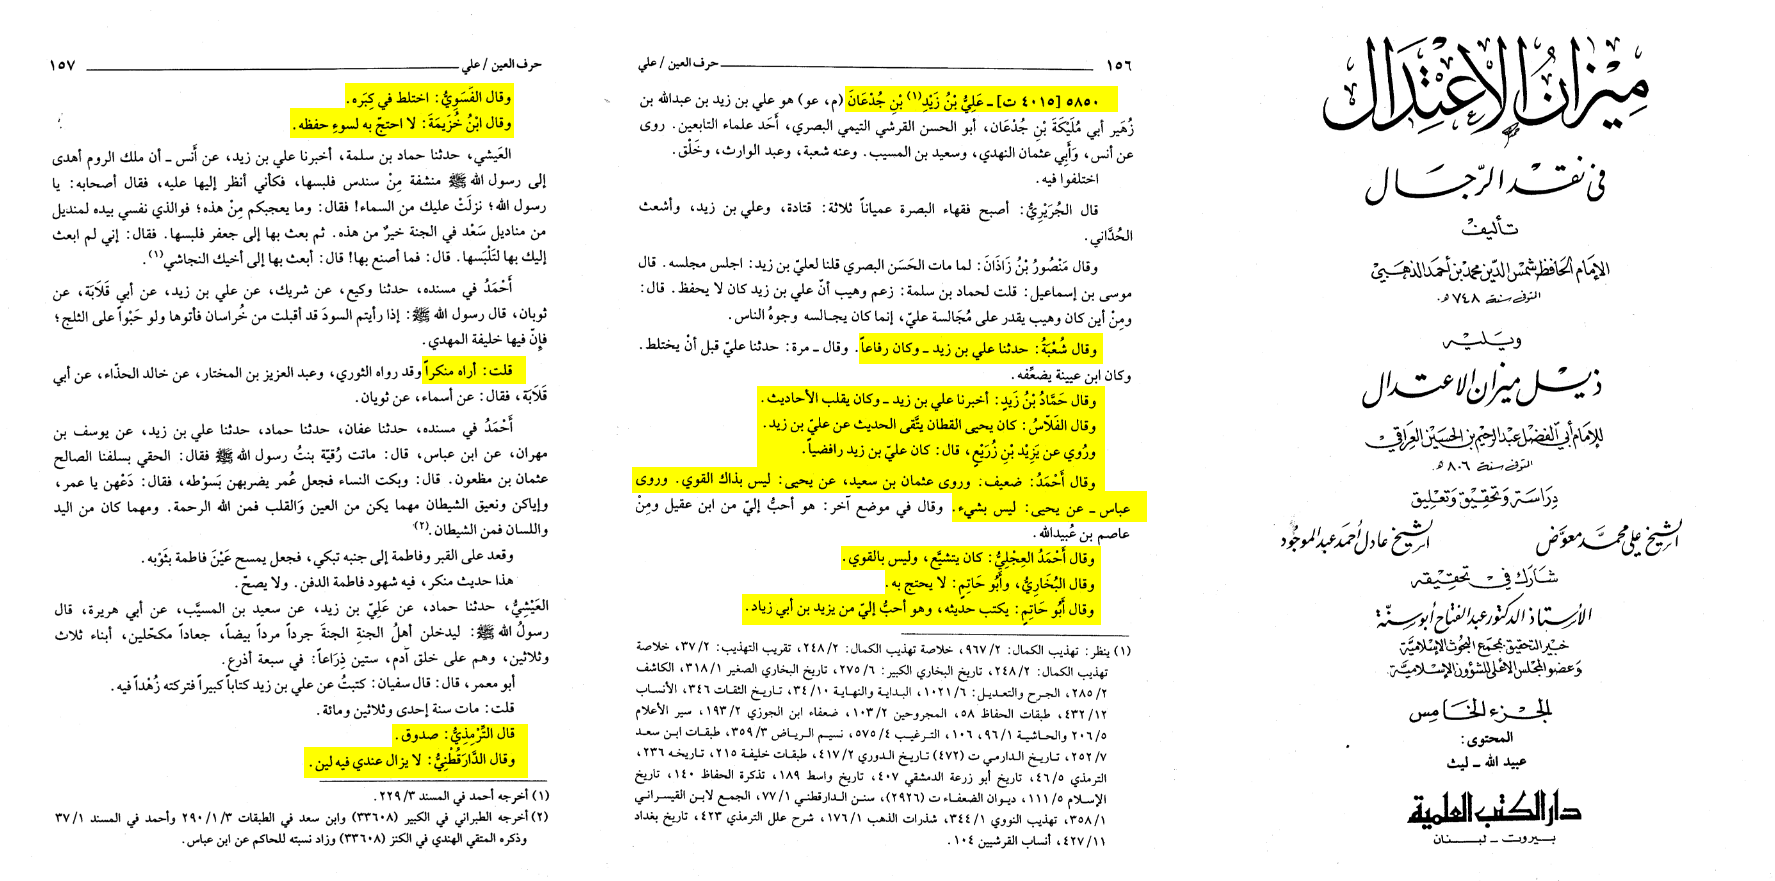 ميزان الاعتدال
في نقد الرجال
تأليف
الإمام الحافظ شمس الدين محمد بن أحمد الذهبي
المتوفى سنة ٧٤٨ هـ
ويليه
ذيل ميزان الاعتدال
للإمام أبي الفضل عبد الرحيم بن الحسين العراقي
المتوفى سنة ٨٠٦ هـ
دراسة وتحقيق وتعليق
الشيخ علي محمد معوض الشيخ عادل أحمد عبد الموجود
شارك في تحقيقه
الأستاذ الدكتور عبد الفتاح أبو سنة
خبير التحقيق بمجمع البحوث الإسلامية
وعضو المجلس الأعلى للشؤون الإسلامية
الجزء الخامس
المحتوى:
عبيد الله ـ ليث
دار الكتب العلمية
بيروت ـ لبنان
١٥٦ حرف العين / علي
٥٨٥٠ [٤٠١٥ ت] ـ عَلِيُّ بْنُ زَيْدِ(١) بْنِ جُدْعَانَ (م، عو) هو علي بن زيد بن عبدالله بن
زُهَير أبي مُلَيْكَةَ بْنِ جُدْعَان، أبو الحسن القرشي التيمي البصري، أَحَد علماء التابعين. روى
عن أنس، وَأَبِي عثمان النهدي، وسعيد بن المسيب. وعنه شعبة، وعبد الوارث، وخَلْق.
اختلفوا فيه.
قال الجُرَيْرِيُّ: أصبح فقهاء البصرة عمياناً ثلاثة: قتادة، وعلي بن زيد، وأشعث
الحُدَّاني.
وقال مَنْصُورُ بْنُ زَاذَانَ: لما مات الحَسَن البصري قلنا لعليّ بن زيد: اجلس مجلسه. قال
موسى بن إسماعيل: قلت لحماد بن سلمة: زعم وهيب أنّ علي بن زيد كان لا يحفظ. قال:
ومِنْ أين كان وهيب يقدر على مُجَالسة عليّ، إنما كان يجالسه وجوهُ الناس.
وقال شُعْبَةُ: حدثنا علي بن زيد ـ وكان رفاعاً. وقال ـ مرة: حدثنا عليّ قبل أنْ يختلط.
وكان ابن عيينة يضعِّفه.
وقال حَمَّادُ بْنُ زَيدٍ: أخبرنا علي بن زيد ـ وكان يقلب الأحاديث.
وقال الفَلاَّسُ: كان يحيى القطان يتَّقى الحديث عن عليّ بن زيد.
ورُوي عن يَزِيْد بْنِ زُرَيْعٍ، قال: كان عليّ بن زيد رافضياً.
وقال أَحْمَدُ: ضعيف. وروى عثمان بن سعيد، عن يحيى: ليس بذاك القوي. وروى
عباس ـ عن يحيى: ليس بشيء. وقال في موضع آخر: هو أحبُّ إليّ من ابن عقيل ومِنْ
عاصم بن عُبيدالله.
وقال أَحْمَدُ العِجْلِيُّ: كان يتشيَّع، وليس بالقوي.
وقال البُخَارِيُّ، وأَبُو حَاتِمٍ: لا يحتج به.
وقال أَبُو حَاتِمٍ: يكتب حديثه، وهو أحبُّ إليّ من يزيد بن أبي زياد.
(١) ينظر: تهذيب الكمال: ٢/ ٩٦٧، خلاصة تهذيب الكمال: ٢/ ٢٤٨، تقريب التهذيب: ٢/ ٣٧، خلاصة
تهذيب الكمال: ٢/ ٢٤٨، تاريخ البخاري الكبير: ٦/ ٢٧٥، تاريخ البخاري الصغير ١/ ٣١٨، الكاشف
٢/ ٢٨٥، الجرح والتعديل: ٦/ ١٠٢١، البداية والنهاية ١٠/ ٣٤، تاريخ الثقات ٣٤٦، الأنساب
١٢/ ٤٣٢، طبقات الحفاظ ٥٨، المجروحين ٢/ ١٠٣، ضعفاء ابن الجوزي ٢/ ١٩٣، سير الأعلام
٥/ ٢٠٦ والحاشية ١/ ٩٦، ١٠٦، الترغيب ٤/ ٥٧٥، نسيم الرياض ٣/ ٣٥٩، طبقات ابن سعد
٧/ ٢٥٢، تاريخ الدارمي ت (٤٧٢) تاريخ الدوري ٢/ ٤١٧، طبقات خليفة ٢١٥، تاريخه ٢٣٦،
الترمذي ٥/ ٤٦، تاريخ أبو زرعة الدمشقي ٤٠٧، تاريخ واسط ١٨٩، تذكرة الحفاظ ١٤٠، تاريخ
الإسلام ٥/ ١١١، ديوان الضعفاء ت (٢٩٢٦)، سنن الدارقطني ١/ ٧٧، الجمع لابن القيسراني
١/ ٣٥٨، تهذيب النووي ١/ ٣٤٤، شذرات الذهب ١/ ١٧٦، شرح علل الترمذي ٤٢٣، تاريخ بغداد
١١/ ٤٢٧، أنساب القرشيين ١٠٤.
حرف العين / علي ١٥٧
وقال الفَسَوِيُّ: اختلط في كِبَره.
وقال ابْنُ خُزَيمَةَ: لا احتجّ به لسوءِ حفظه.
العَيشي، حدثنا حماد بن سلمة، أخبرنا علي بن زيد، عن أنس ـ أن ملك الروم أهدى
إلى رسول الله ﷺ منشفة مِنْ سندس فلبسها، فكأني أنظر إليها عليه، فقال أصحابه: يا
رسول الله؛ نزلَتْ عليك من السماء! فقال: وما يعجبكم مِنْ هذه؛ فوالذي نفسي بيده لمنديل
من مناديل سَعْد في الجنة خيرٌ من هذه. ثم بعث بها إلى جعفر فلبسها. فقال: إني لم ابعث
إليك بها لتَلْبَسها. قال: فما أصنع بها! قال: أبعث بها إلى أخيك النجاشي(١).
أَحْمَدُ في مسنده، حدثنا وكيع، عن شريك، عن علي بن زيد، عن أبي قَلاَبَة، عن
ثوبان، قال رسول الله ﷺ: إذا رأيتم السودَ قد أقبلت من خُراسان فأتوها ولو حَبْواً على الثلج؛
فإنّ فيها خليفة المهدي.
قلت: أراه منكراً وقد رواه الثوري، وعبد العزيز بن المختار، عن خالد الحذّاء، عن أبي
قَلاَبَة، فقال: عن أسماء، عن ثوبان.
أَحْمَدُ في مسنده، حدثنا عفان، حدثنا حماد، حدثنا علي بن زيد، عن يوسف بن
مهران، عن ابن عباس، قال: ماتت رُقيّة بنتُ رسول الله ﷺ فقال: الحقي بسلفنا الصالح
عثمان بن مظعون. قال: وبكت النساء فجعل عُمر يضربهن بَسوْطه، فقال: دَعْهن يا عمر،
وإياكن ونعيق الشيطان مهما يكن من العين وَالقلب فمن الله الرحمة. ومهما كان من اليد
واللسان فمن الشيطان.(٢)
وقعد على القبر وفاطمة إلى جنبه تبكي، فجعل يمسح عَيْنَ فاطمة بثَوْبه.
هذا حديث منكر، فيه شهود فاطمة الدفن. ولا يصحّ.
العَيْشِيُّ، حدثنا حماد، عن عَلِيّ بن زيد، عن سعيد بن المسيَّب، عن أبي هريرة، قال
رسولُ الله ﷺ: ليدخلن أهلُ الجنةِ الجنةَ جرداً مرداً بيضاً، جعاداً مكحّلين، أبناء ثلاث
وثلاثين، وهم على خلق آدم، ستين ذِرَاعاً: في سبعة أذرع.
أبو معمر، قال: قال سفيان: كتبتُ عن علي بن زيد كتاباً كبيراً فتركته زُهْداً فيه.
قلت: مات سنة إحدى وثلاثين ومائة.
قال التِّرْمِذِيُّ: صدوق.
وقال الدَّارَقُطْنِيُّ: لا يزال عندي فيه لين.
(١) أخرجه أحمد في المسند ٣/ ٢٢٩.
(٢) أخرجه الطبراني في الكبير (٣٣٦٠٨) وابن سعد في الطبقات ٣/ ١/ ٢٩٠ وأحمد في المسند ١/ ٣٧
وذكره المتقي الهندي في الكنز (٣٣٦٠٨) وزاد نسبته للحاكم عن ابن عباس.